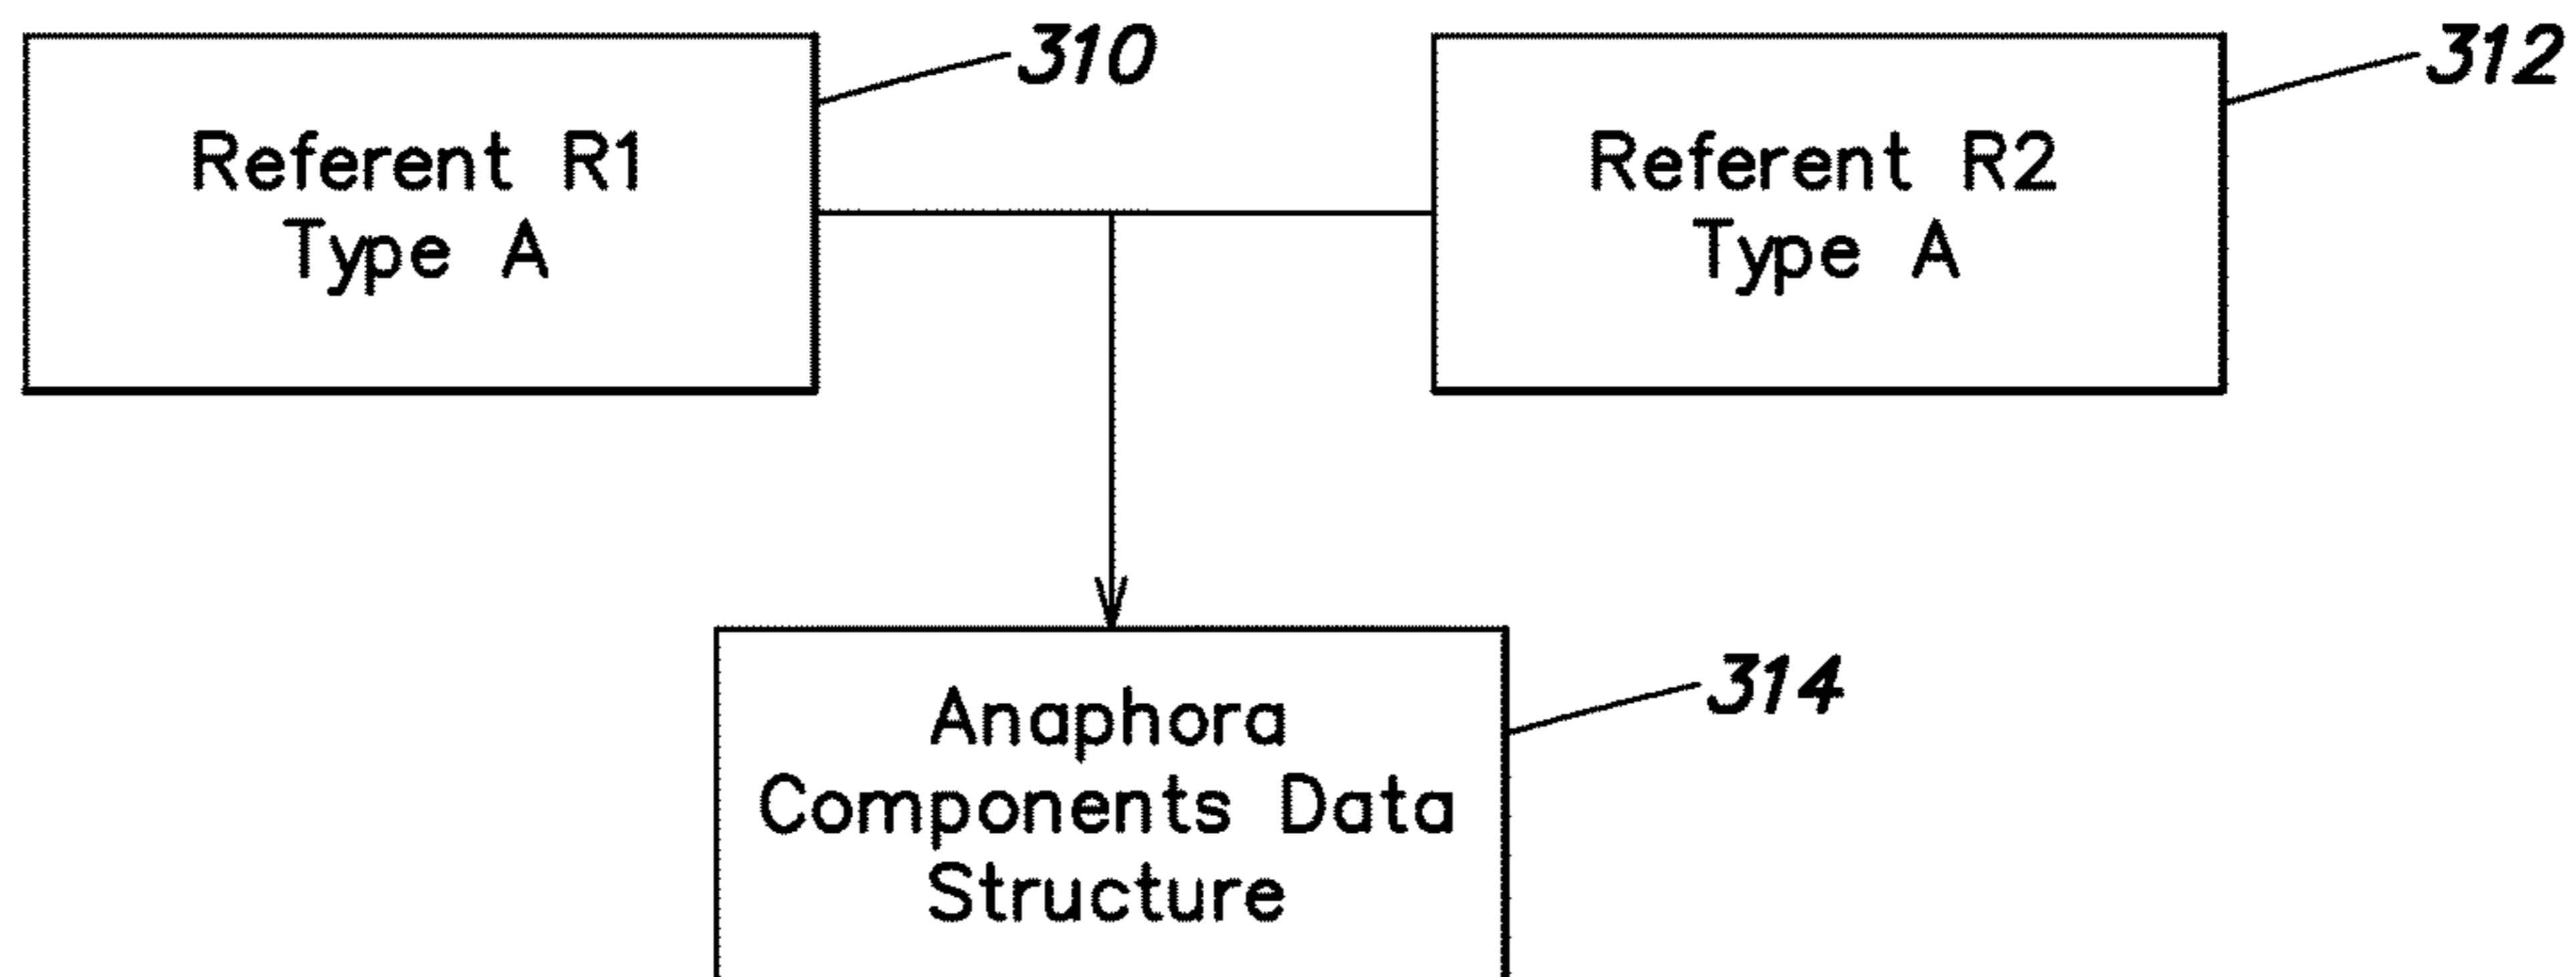 310
Referent R1
Type A
312
Referent R2
Type A
314
Anaphora
Components Data
Structure